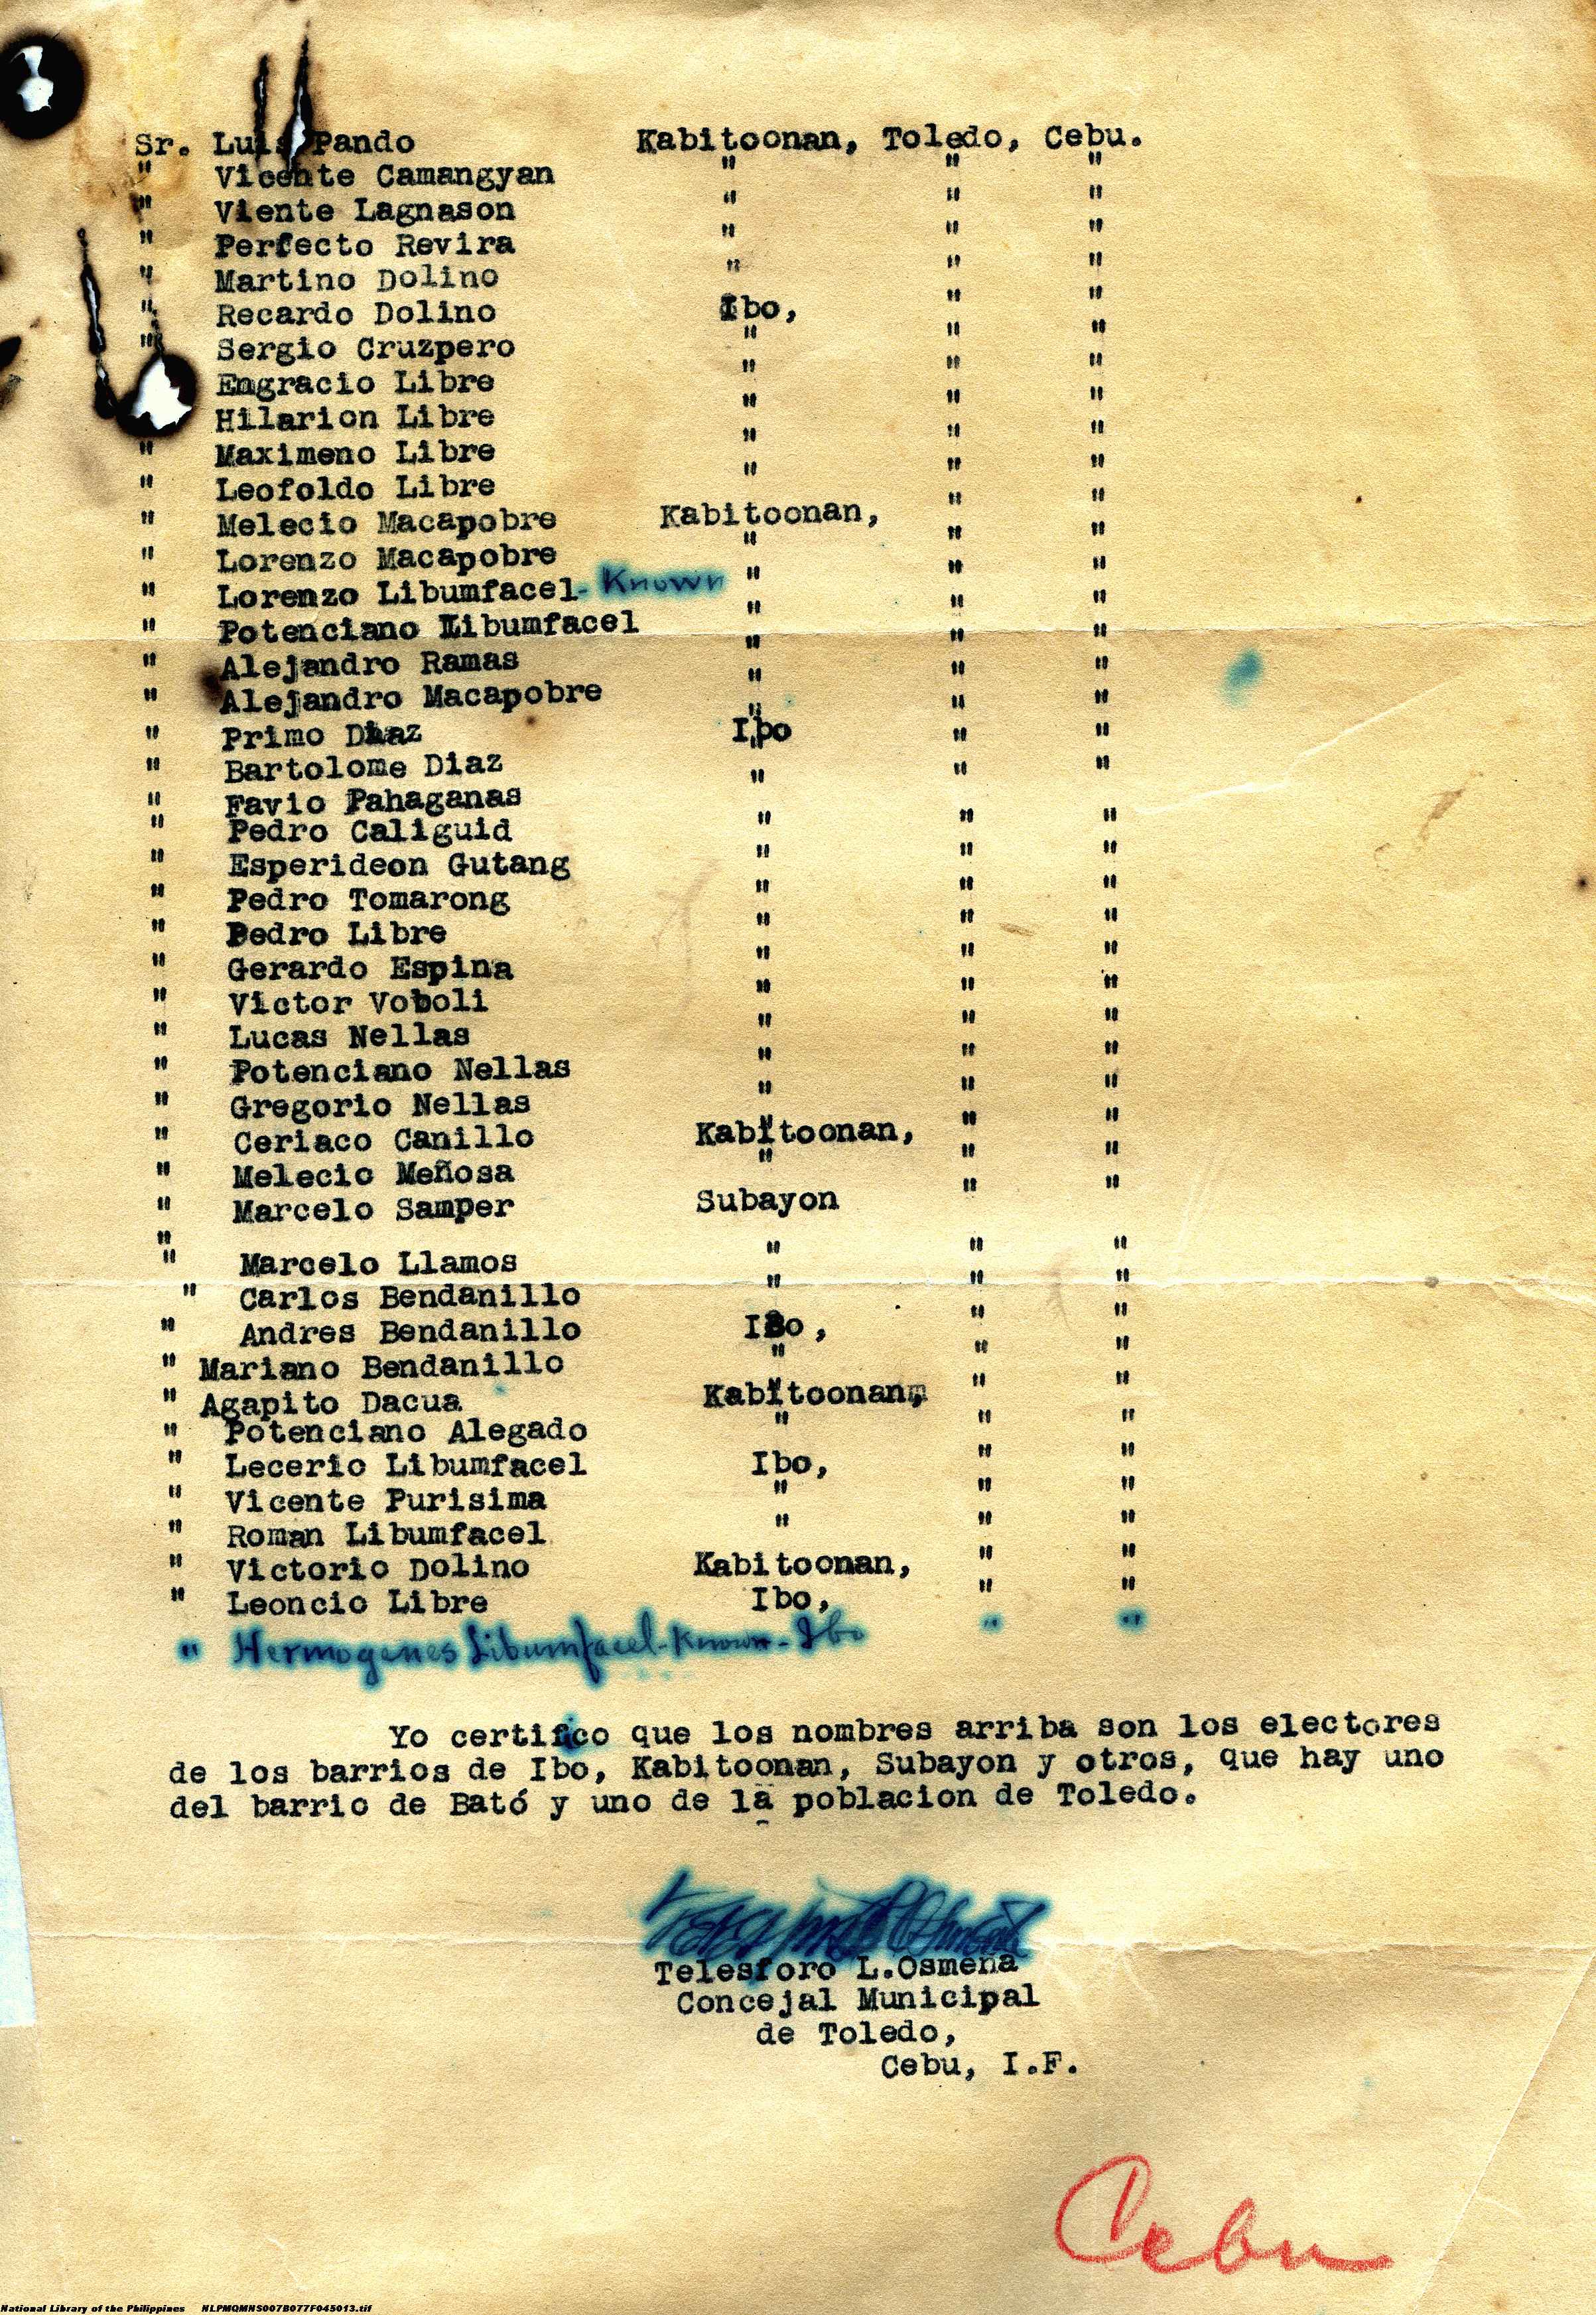 Sr. Luis Pando Kabitoonan, Toledo, Cebu.
" Vicente Camangyan " " "
" Viente Lagnason " " "
" Perfecto Revira " " "
" Martino Dolino " " "
" Recardo Dolino Ibo, " "
" Sergio Cruzpero " " "
Engracio Libre " " "
Hilarion Libre " " "
" Maximeno Libre " " "
" Leofoldo Libre " " "
" Melecio Macapobre Kabitoonan, " "
" Lorenzo Macapobre " " "
" Lorenzo Libumfacel- Known " " "
" Potenciano Libumfacel " " "
" Alejandro Ramas " " "
" Alejandro Macapobre " " "
" Primo Diaz Ibo " "
" Bartolome Diaz " " "
" Favio Pahaganas
" Pedro Caliguid " " "
" Esperideon Gutang " " "
" Pedro Tomarong " " "
" Pedro Libre " " "
" Gerardo Espina " " "
" Victor Voboli " " "
" Lucas Nellas " " "
" Potenciano Nellas " " "
" Gregorio Nellas " " "
" Ceriaco Canillo Kabitoonan, " "
" Melecio Meñosa " " "
" Marcelo Samper Subayon " "
"
" Marcelo Llamos " " "
" Carlos Bendanillo " " "
" Andres Bendanillo Ibo, " "
" Mariano Bendanillo " " "
" Agapito Dacua Kabitoonan, " "
" Potenciano Alegado " " "
" Lecerio Libumfacel Ibo, " "
" Vicente Purisima " " "
" Roman Libumfacel " " "
" Victorio Dolino Kabitoonan, " "
" Leoncio Libre Ibo, " "
" Hermogenes Libumfacel-Known-Ibo " "
Yo certifico que los nombres arriba son los electores
de los barrios de Ibo, Kabitoonan, Subayon y otros, que hay uno
del barrio de Bató y uno de la poblacion de Toledo.
Telesforo L.Osmeña
Concejal Municipal
de Toledo,
Cebu, I.F.
Cebu
National Library of the Philippines NLPMQMNS007B077F045013.tif